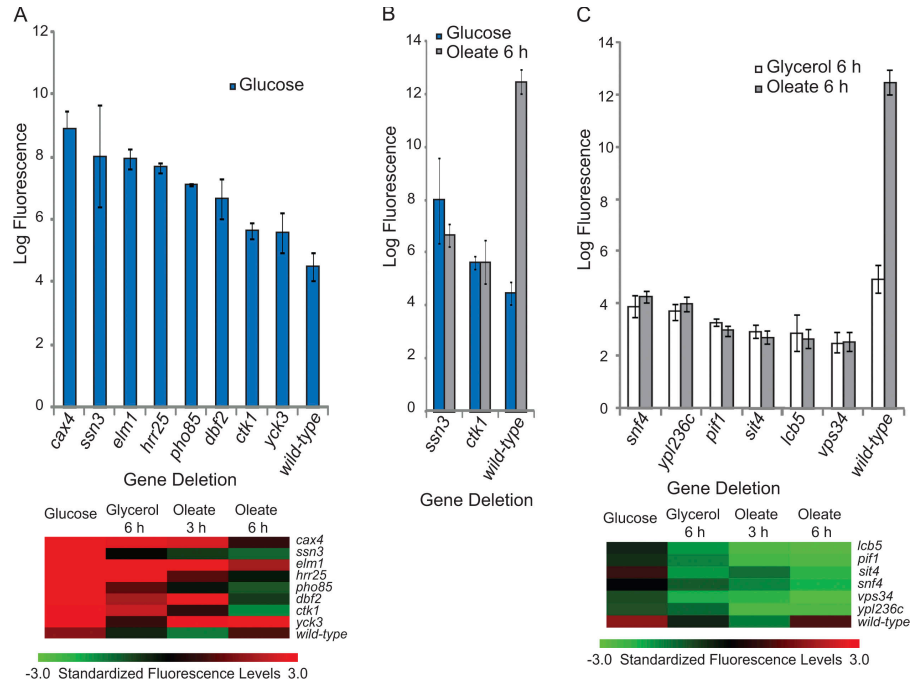 A
12
10
8
6
4
2
0
Log Fluorescence
Glucose
cax4
ssn3
elm1
hrr25
pho85
dbf2
ctk1
yck3
wild-type
Gene Deletion
B
14
12
10
8
6
4
2
0
Log Fluorescence
Glucose
Oleate 6 h
ssn3
ctk1
wild-type
Gene Deletion
C
14
12
10
8
6
4
2
0
Log Fluorescence
Glycerol 6 h
Oleate 6 h
snf4
ypl236c
pif1
sit4
lcb5
vps34
wild-type
Gene Deletion
Glucose Glycerol Oleate Oleate
6 h 3 h 6 h
cax4
ssn3
elm1
hrr25
pho85
dbf2
ctk1
yck3
wild-type
-3.0 Standardized Fluorescence Levels 3.0
Glucose Glycerol Oleate Oleate
6 h 3 h 6 h
lcb5
pif1
sit4
snf4
vps34
ypl236c
wild-type
-3.0 Standardized Fluorescence Levels 3.0